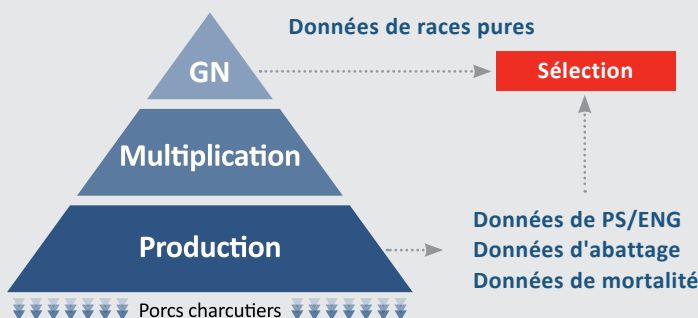 Données de races pures
GN
Sélection
Multiplication
Production
Données de PS/ENG
Données d'abattage
Données de mortalité
Porcs charcutiers